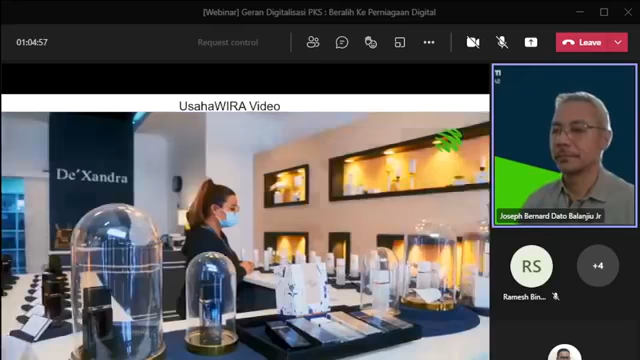 [Webinar] Geran Digitalisasi PKS : Beralih Ke Perniagaan Digital
01:04:57
Request control
Leave
UsahaWIRA Video
De'Xandra
Joseph Bernard Dato Balanjiu Jr
RS
+4
Ramesh Bin...